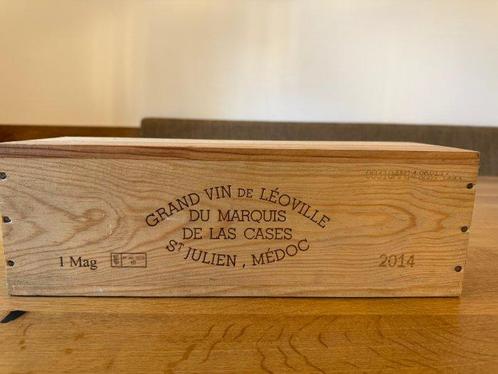 GRAND VIN DE LÉOVILLE
DU MARQUIS
DE LAS CASES
ST JULIEN, MÉDOC
1 Mag
2014